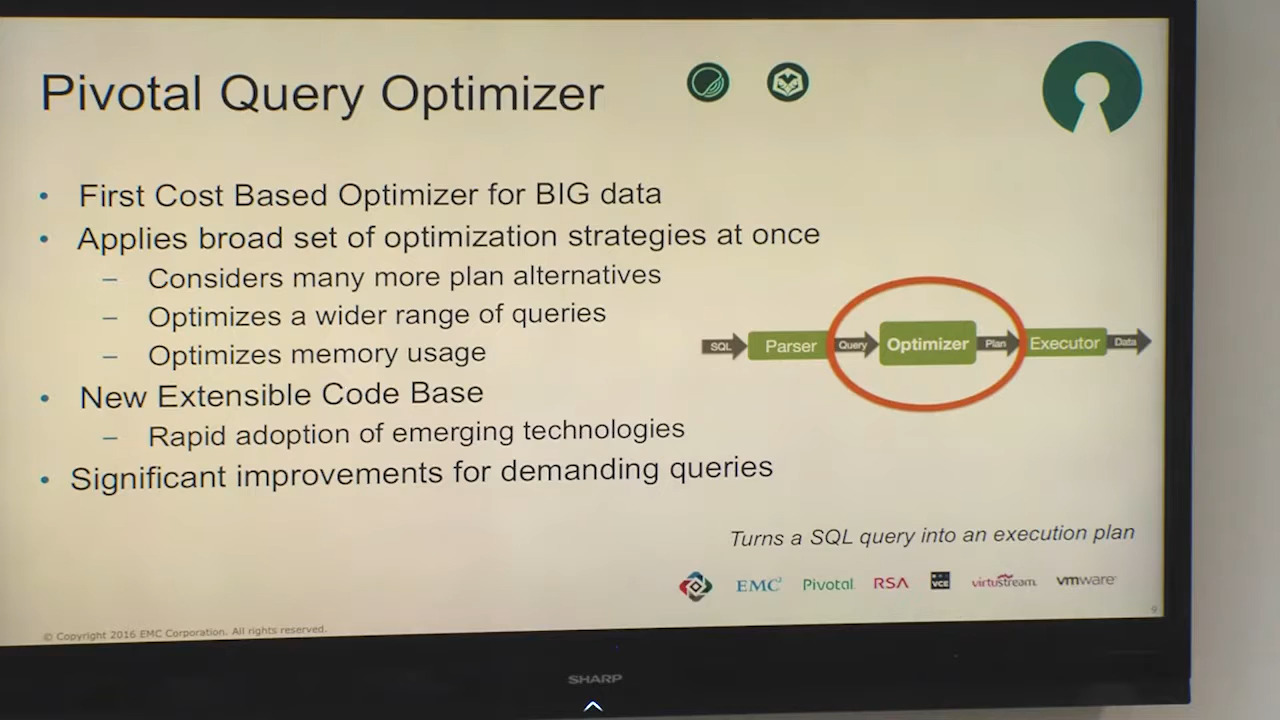 Pivotal Query Optimizer
• First Cost Based Optimizer for BIG data
• Applies broad set of optimization strategies at once
– Considers many more plan alternatives
– Optimizes a wider range of queries
– Optimizes memory usage
• New Extensible Code Base
– Rapid adoption of emerging technologies
• Significant improvements for demanding queries
SQL Parser Query Optimizer Plan Executor Data
Turns a SQL query into an execution plan
EMC² Pivotal RSA VCE virtustream vmware
9
© Copyright 2016 EMC Corporation. All rights reserved.
SHARP